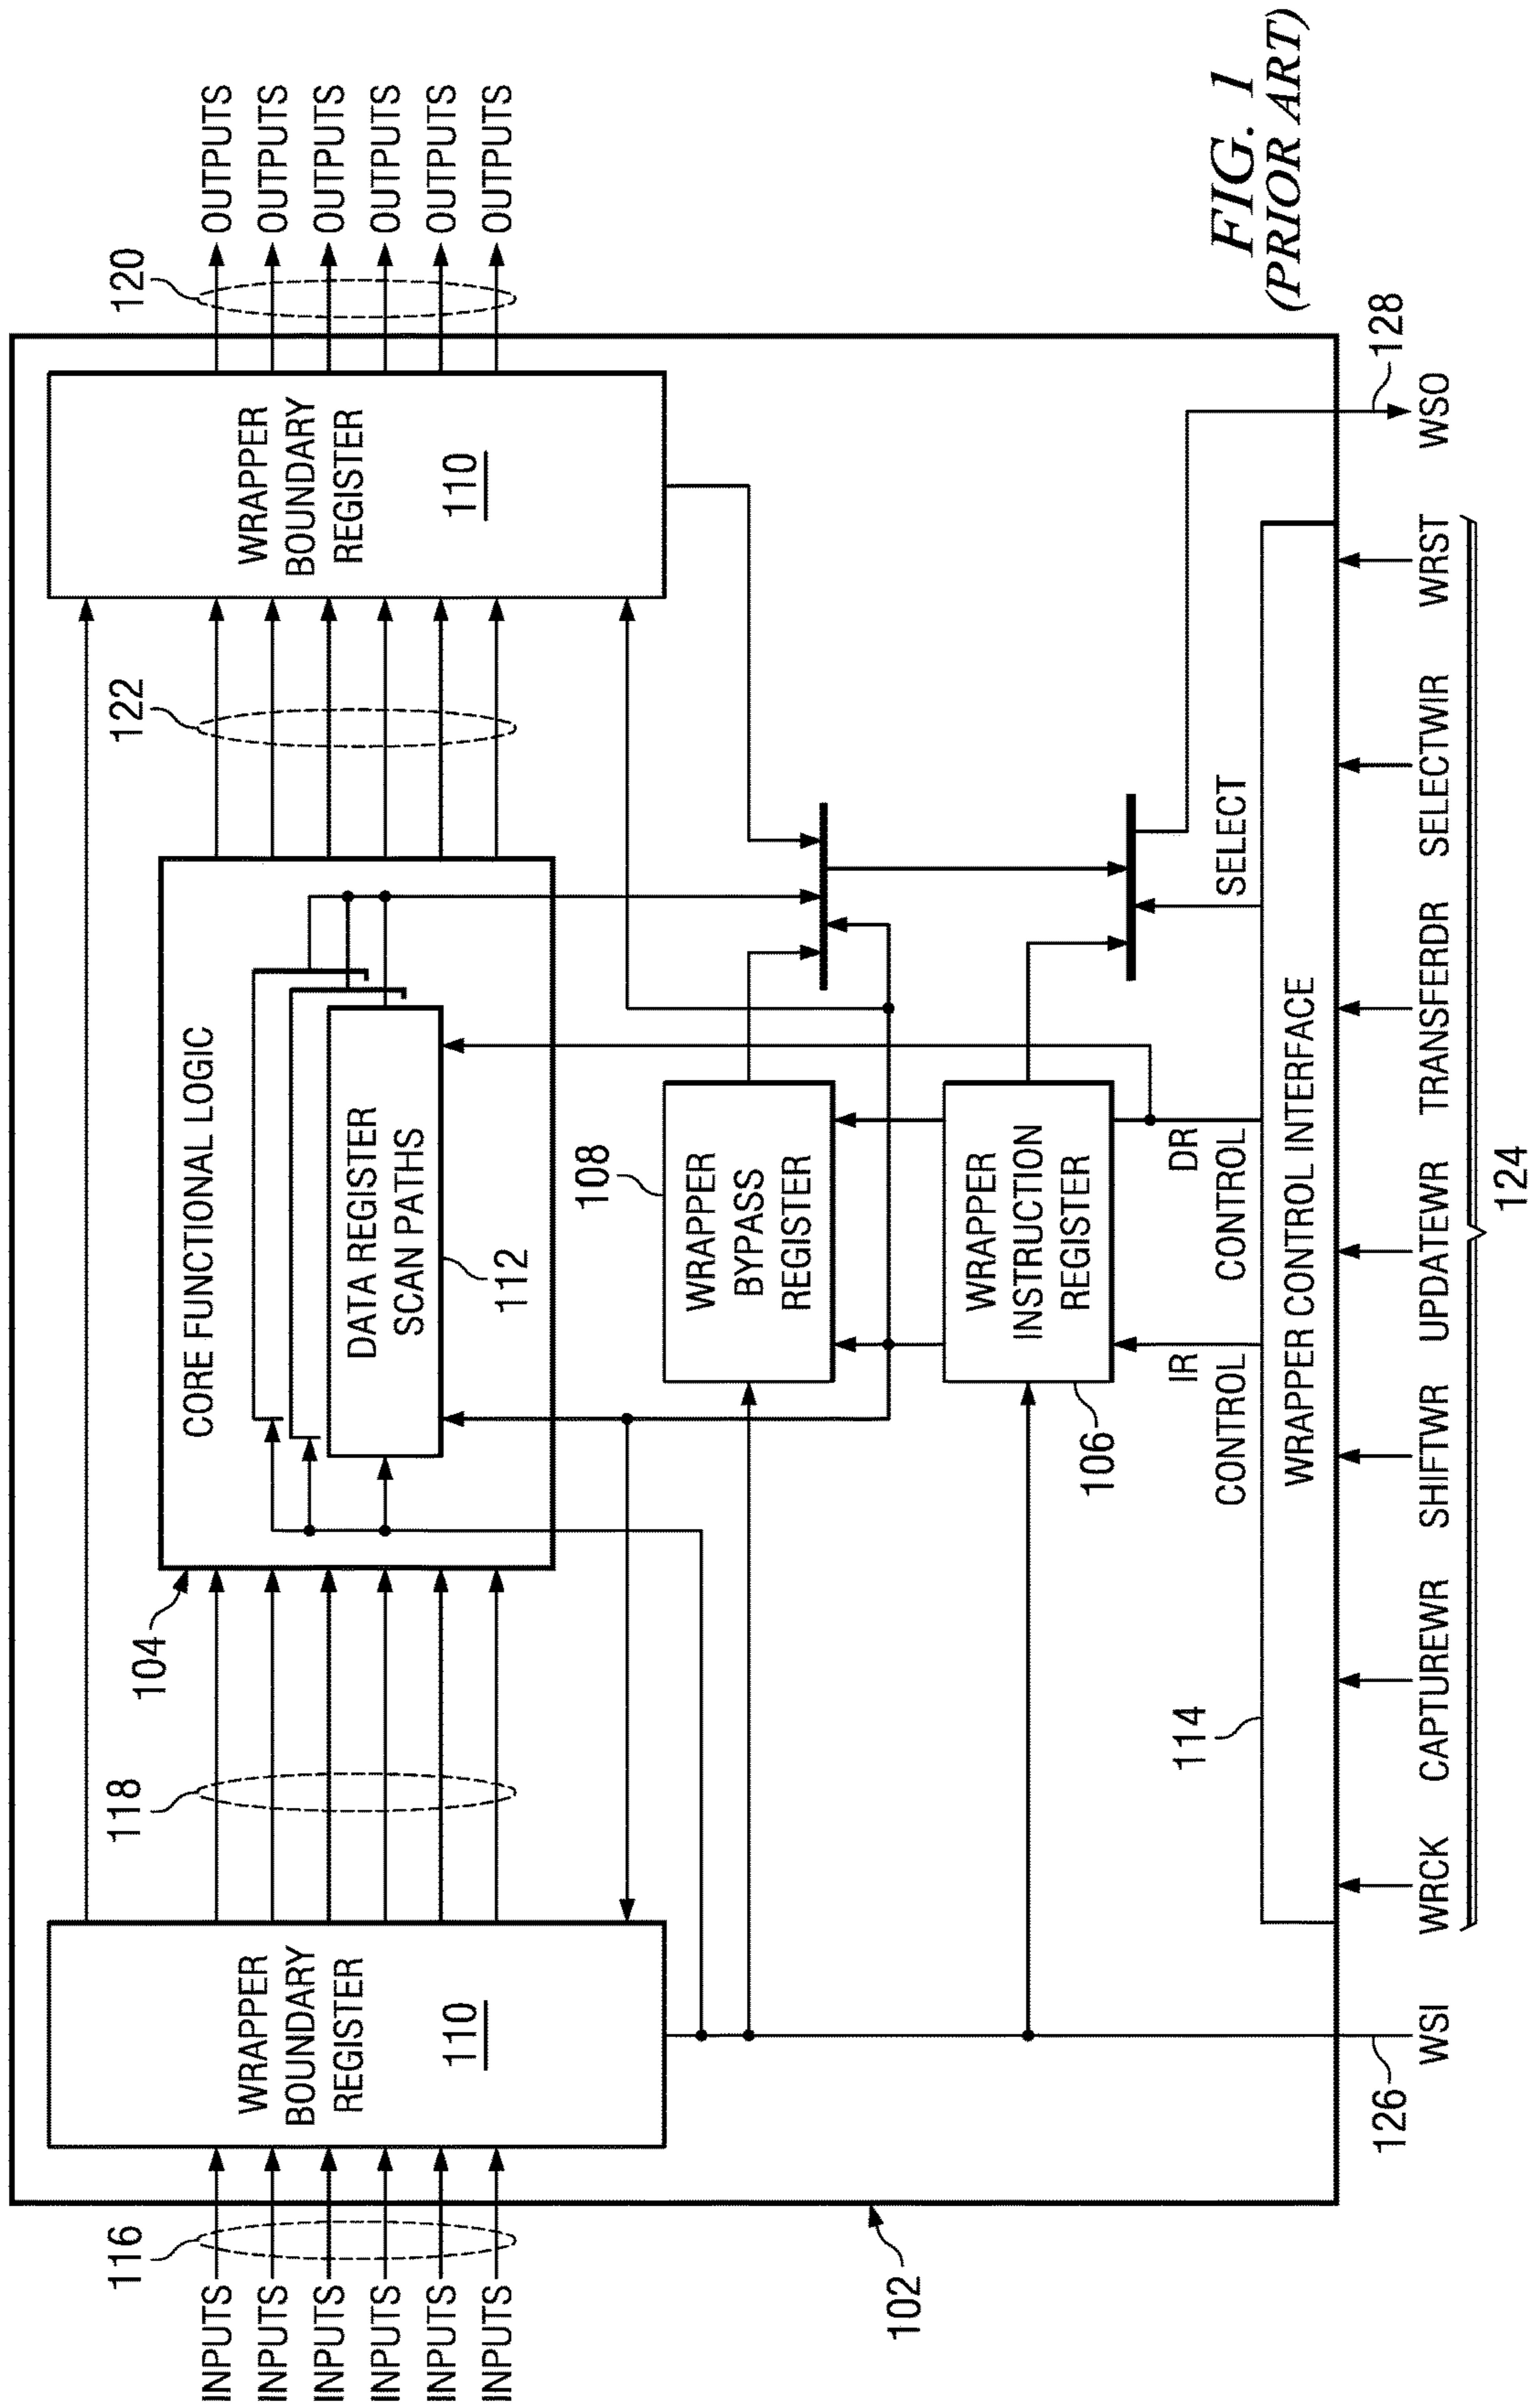 120
122
118
116
INPUTS
INPUTS
INPUTS
INPUTS
INPUTS
INPUTS
WRAPPER
BOUNDARY
REGISTER
110
104
CORE FUNCTIONAL LOGIC
DATA REGISTER
SCAN PATHS
112
WRAPPER
BOUNDARY
REGISTER
110
OUTPUTS
OUTPUTS
OUTPUTS
OUTPUTS
OUTPUTS
OUTPUTS
108
WRAPPER
BYPASS
REGISTER
WRAPPER
INSTRUCTION
REGISTER
106
102
114
IR
CONTROL
DR
CONTROL
SELECT
WRAPPER CONTROL INTERFACE
126
128
WSI
WRCK
CAPTUREWR
SHIFTWR
UPDATEWR
TRANSFERDR
SELECTWIR
WRST
WSO
124
FIG. 1
(PRIOR ART)